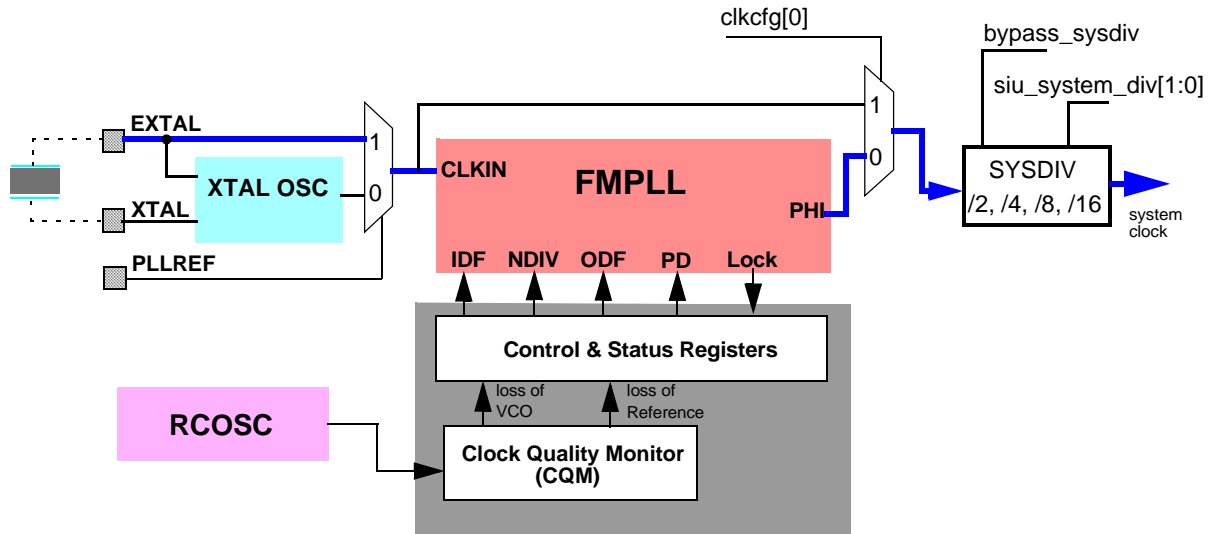 clkcfg[0]
bypass_sysdiv
siu_system_div[1:0]
EXTAL
1
0
XTAL OSC
XTAL
PLLREF
CLKIN
FMPLL
PHI
IDF NDIV ODF PD Lock
1
0
SYSDIV
/2, /4, /8, /16
system
clock
Control & Status Registers
loss of
VCO
loss of
Reference
RCOSC
Clock Quality Monitor
(CQM)